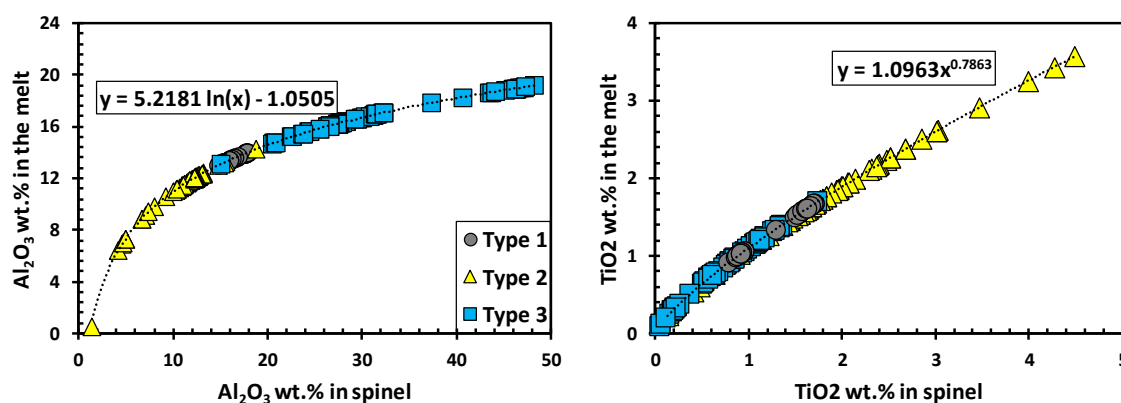 Al₂O₃ wt.% in the melt
24
20
16
12
8
4
0
y = 5.2181 ln(x) - 1.0505
Type 1
Type 2
Type 3
0 10 20 30 40 50
Al₂O₃ wt.% in spinel
TiO2 wt.% in the melt
4
3
2
1
0
y = 1.0963x^0.7863
0 1 2 3 4 5
TiO2 wt.% in spinel